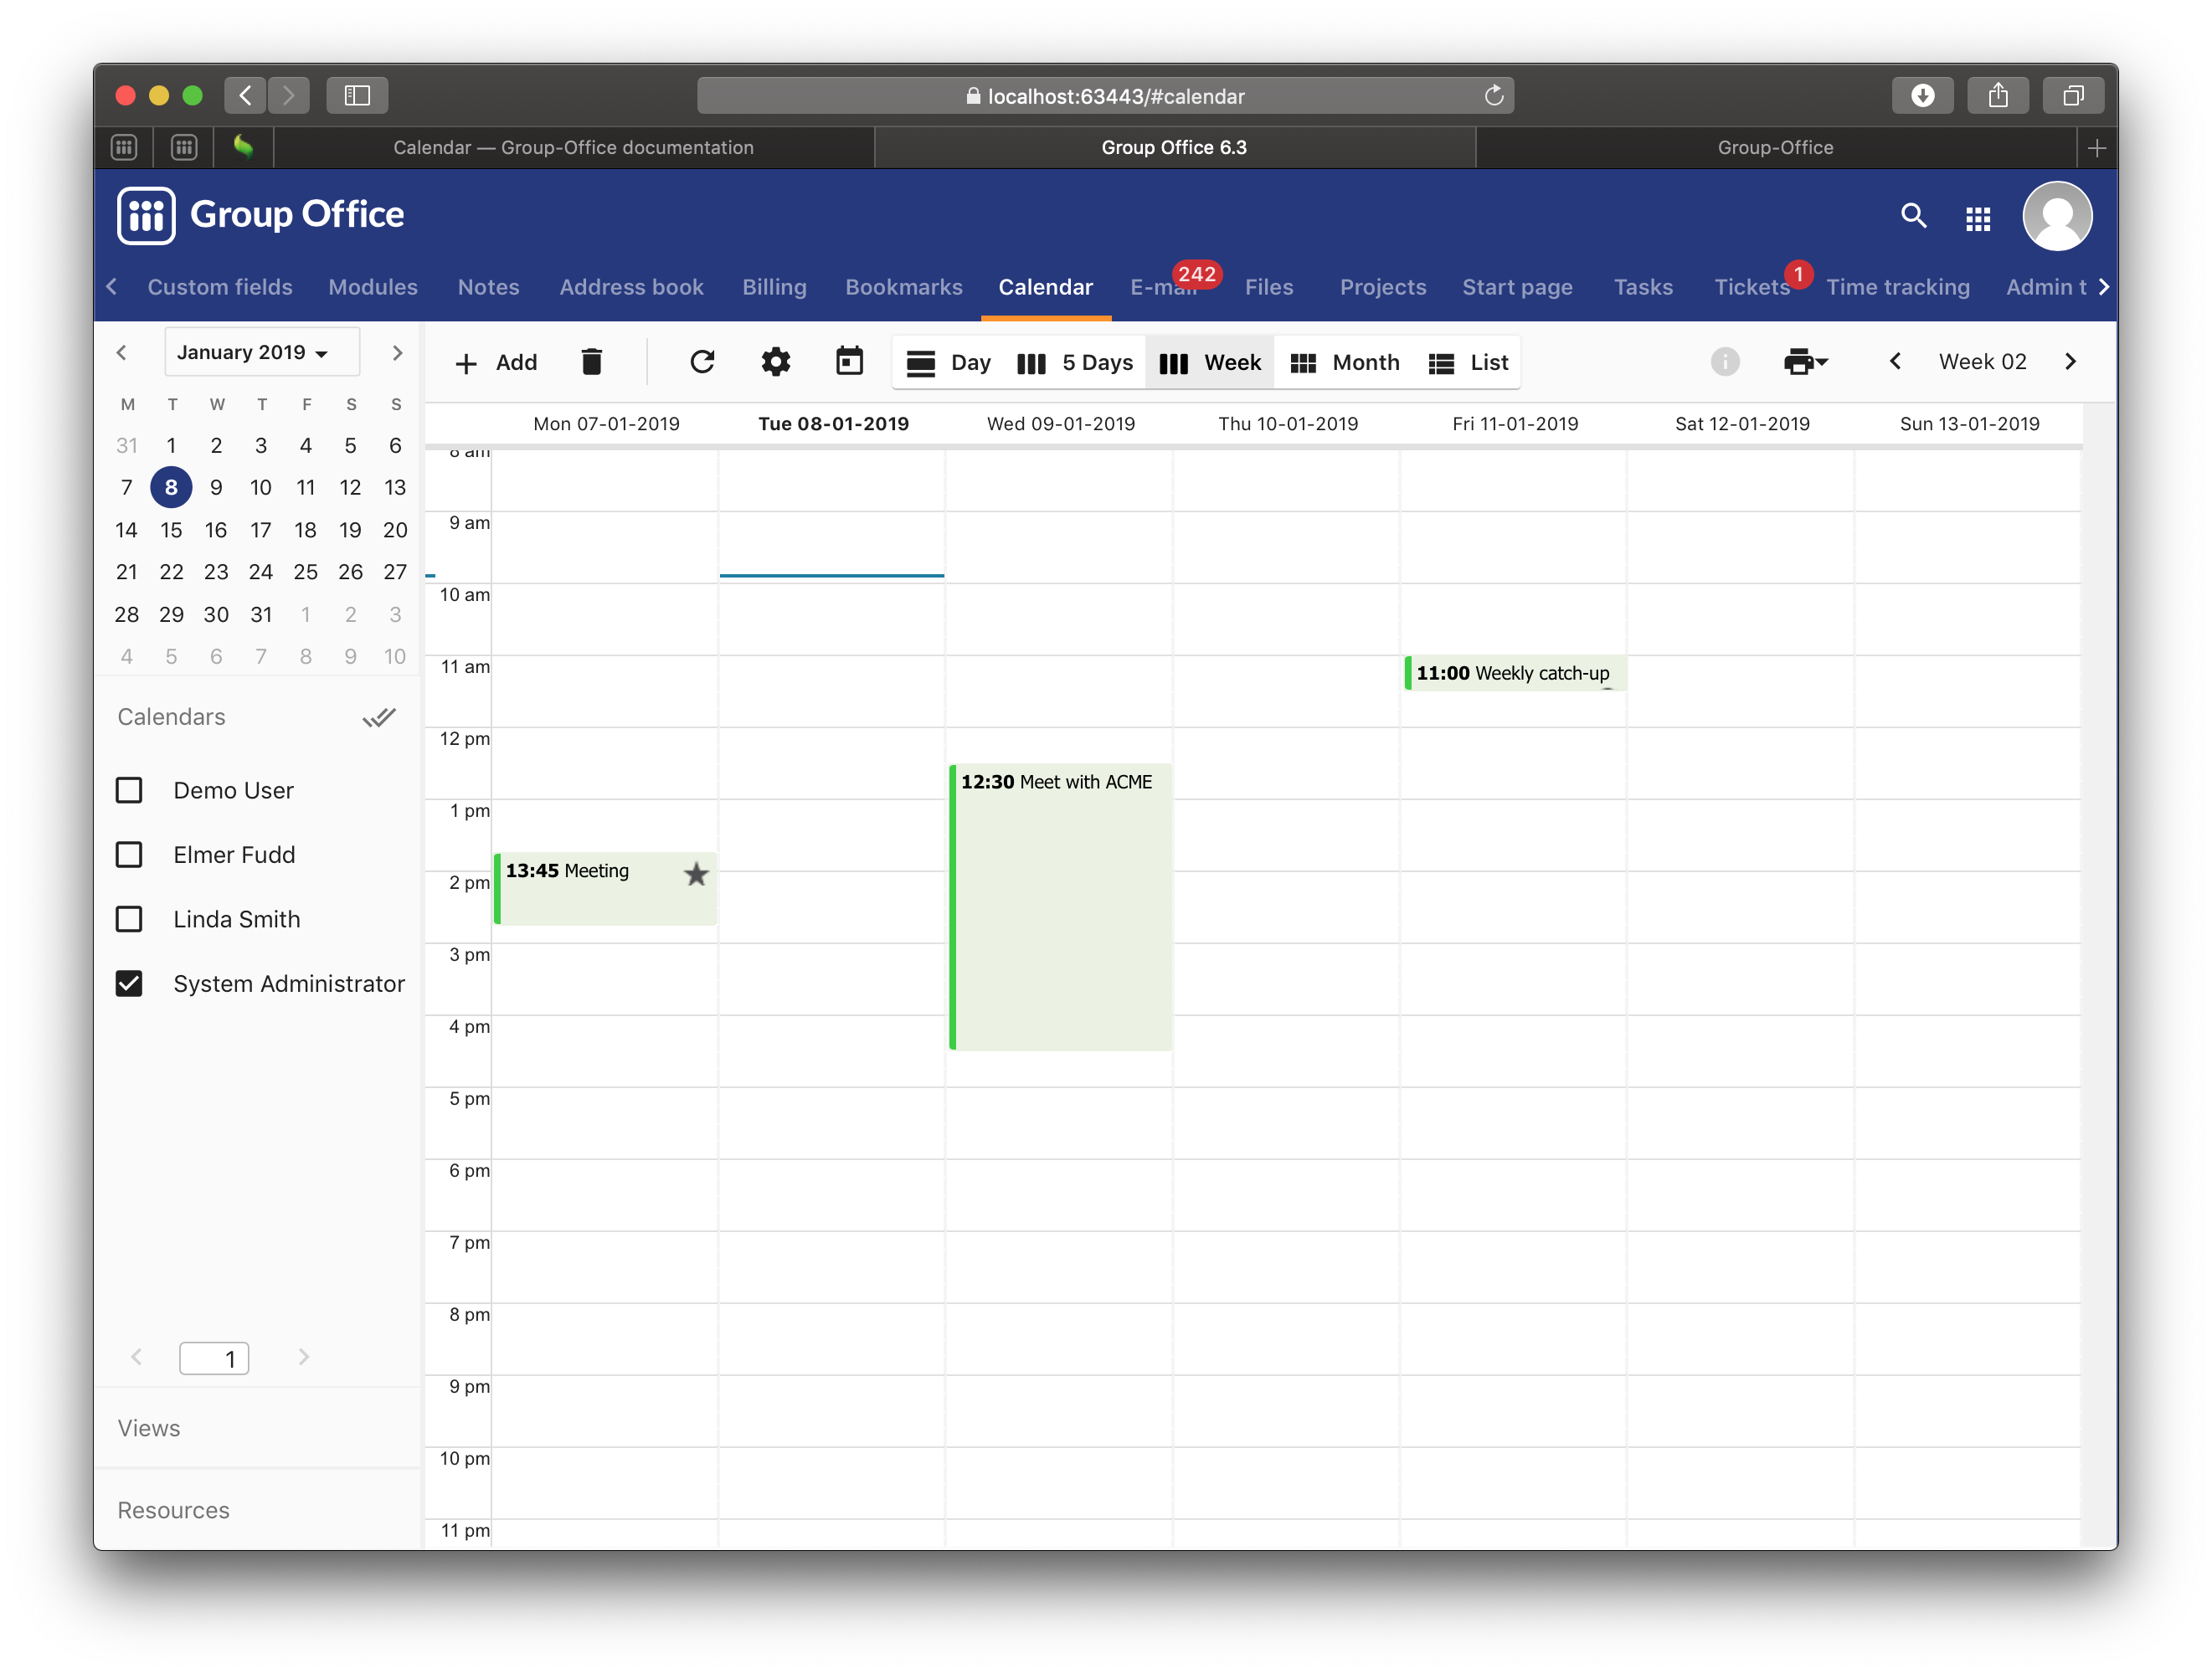 localhost:63443/#calendar
Calendar — Group-Office documentation
Group Office 6.3
Group-Office
Group Office
Custom fields Modules Notes Address book Billing Bookmarks Calendar E-mail 242 Files Projects Start page Tasks Tickets 1 Time tracking Admin t
January 2019
Add Day 5 Days Week Month List Week 02
M T W T F S S
31 1 2 3 4 5 6
7 8 9 10 11 12 13
14 15 16 17 18 19 20
21 22 23 24 25 26 27
28 29 30 31 1 2 3
4 5 6 7 8 9 10
Calendars
Demo User
Elmer Fudd
Linda Smith
System Administrator
1
Views
Resources
Mon 07-01-2019 Tue 08-01-2019 Wed 09-01-2019 Thu 10-01-2019 Fri 11-01-2019 Sat 12-01-2019 Sun 13-01-2019
8 am
9 am
10 am
11 am
11:00 Weekly catch-up
12 pm
12:30 Meet with ACME
1 pm
13:45 Meeting
2 pm
3 pm
4 pm
5 pm
6 pm
7 pm
8 pm
9 pm
10 pm
11 pm